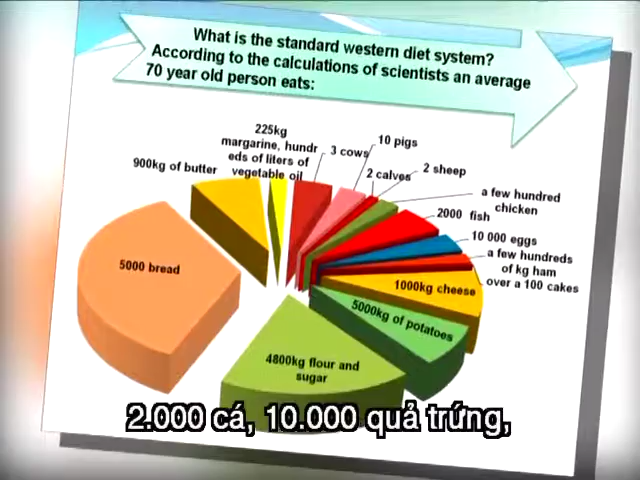 What is the standard western diet system?
According to the calculations of scientists an average
70 year old person eats:
225kg
margarine, hundr
eds of liters of
vegetable oil
900kg of butter
3 cows
10 pigs
2 calves
2 sheep
a few hundred
chicken
2000 fish
10 000 eggs
a few hundreds
of kg ham
over a 100 cakes
1000kg cheese
5000kg of potatoes
4800kg flour and
sugar
5000 bread
2.000 cá, 10.000 quả trứng,